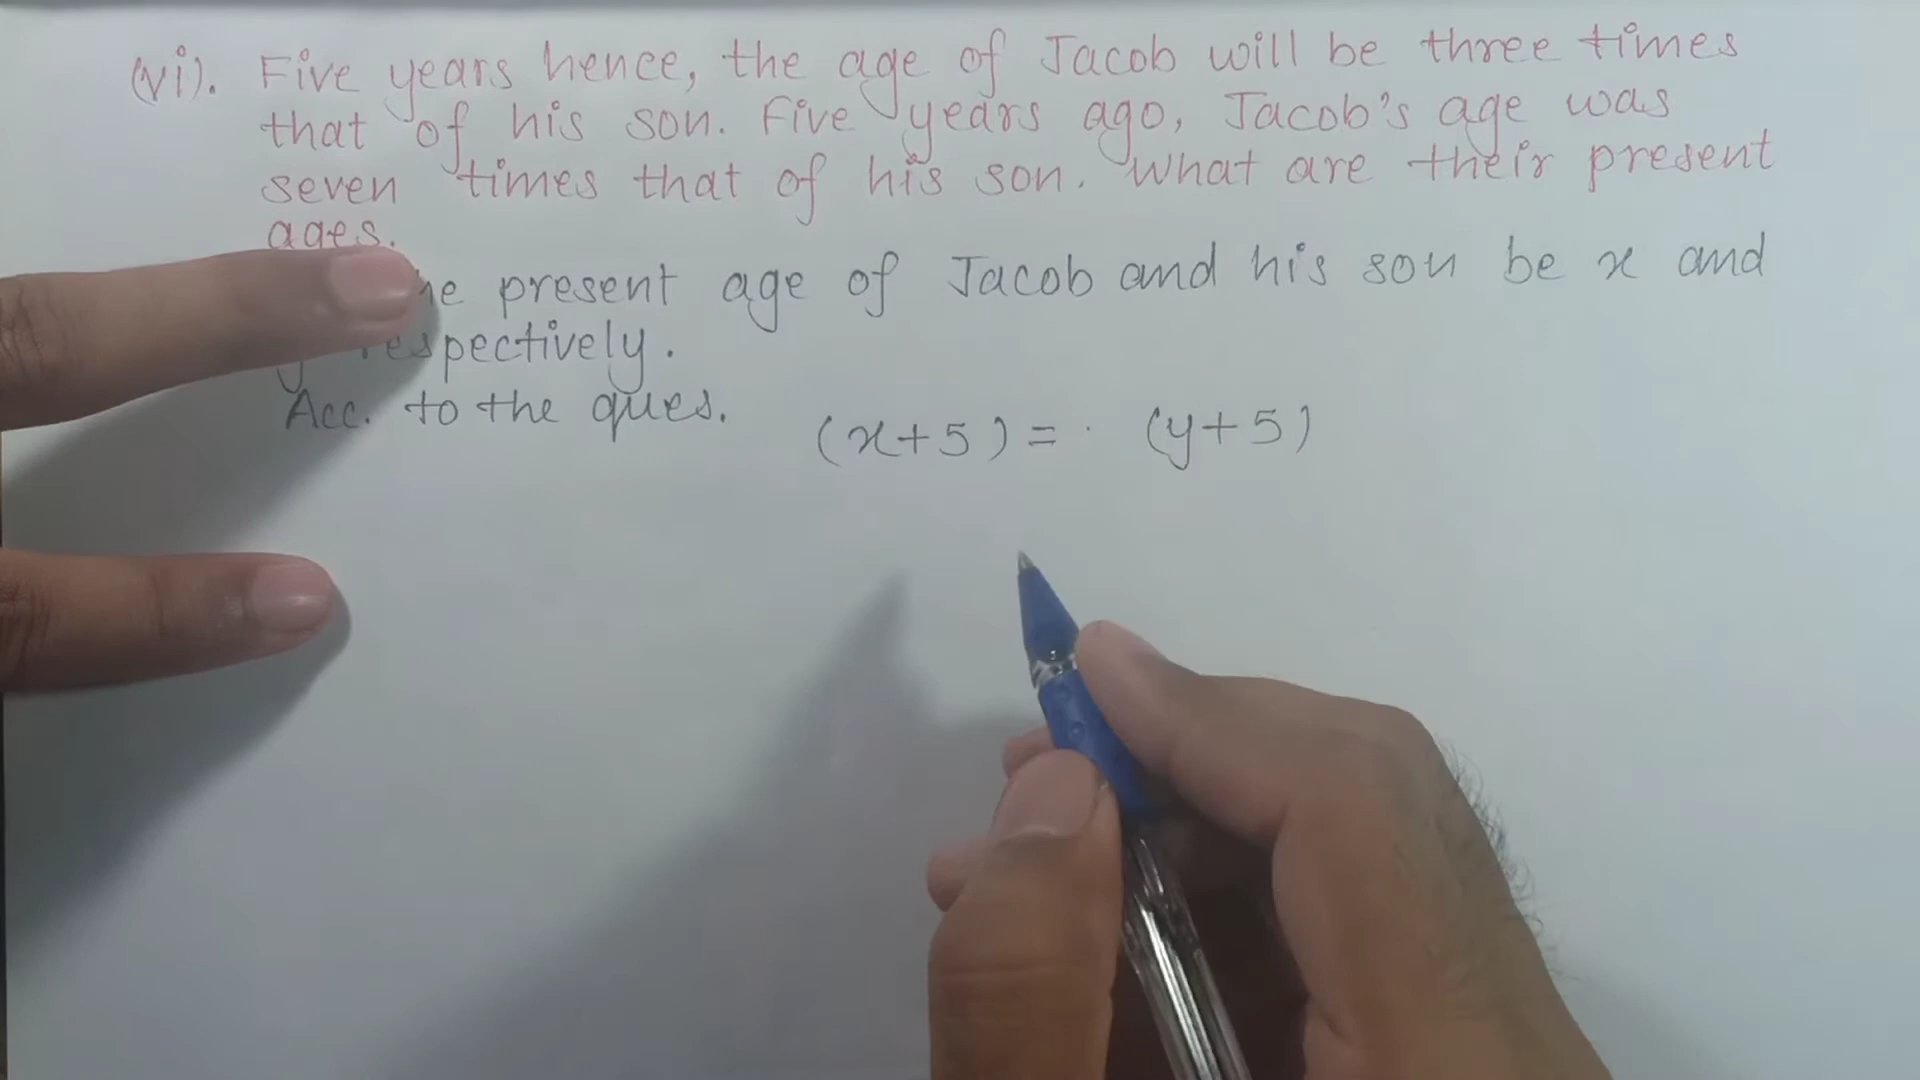 (vi). Five years hence, the age of Jacob will be three times
that of his son. Five years ago, Jacob's age was
seven times that of his son. What are their present
ages.
present age of Jacob and his son be x and
y respectively.
Acc. to the ques. (x+5) = (y+5)